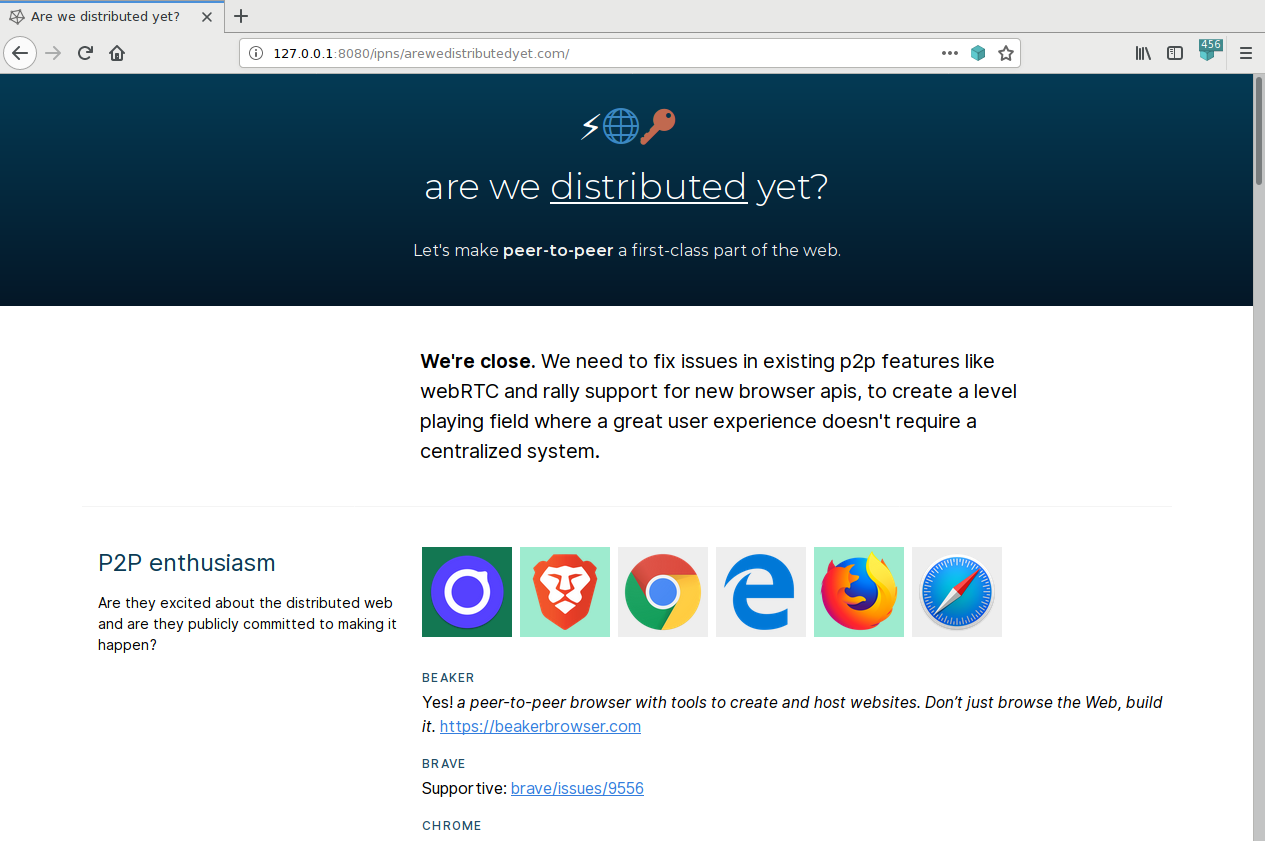 Are we distributed yet?
127.0.0.1:8080/ipns/arewedistributedyet.com/
456
are we distributed yet?
Let's make peer-to-peer a first-class part of the web.
We're close. We need to fix issues in existing p2p features like
webRTC and rally support for new browser apis, to create a level
playing field where a great user experience doesn't require a
centralized system.
P2P enthusiasm
Are they excited about the distributed web
and are they publicly committed to making it
happen?
BEAKER
Yes! a peer-to-peer browser with tools to create and host websites. Don’t just browse the Web, build
it. https://beakerbrowser.com
BRAVE
Supportive: brave/issues/9556
CHROME